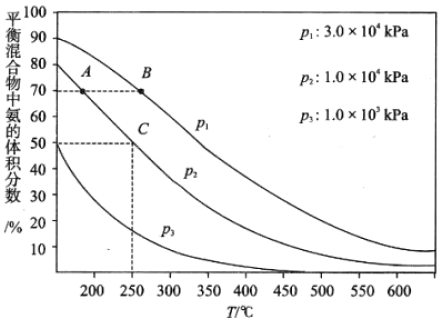 平衡混合物中氨的体积分数/%
100
90
80
70
60
50
40
30
20
10
A
B
C
p₁
p₂
p₃
p₁: 3.0 × 10⁴ kPa
p₂: 1.0 × 10⁴ kPa
p₃: 1.0 × 10³ kPa
200 250 300 350 400 450 500 550 600 650
T/℃